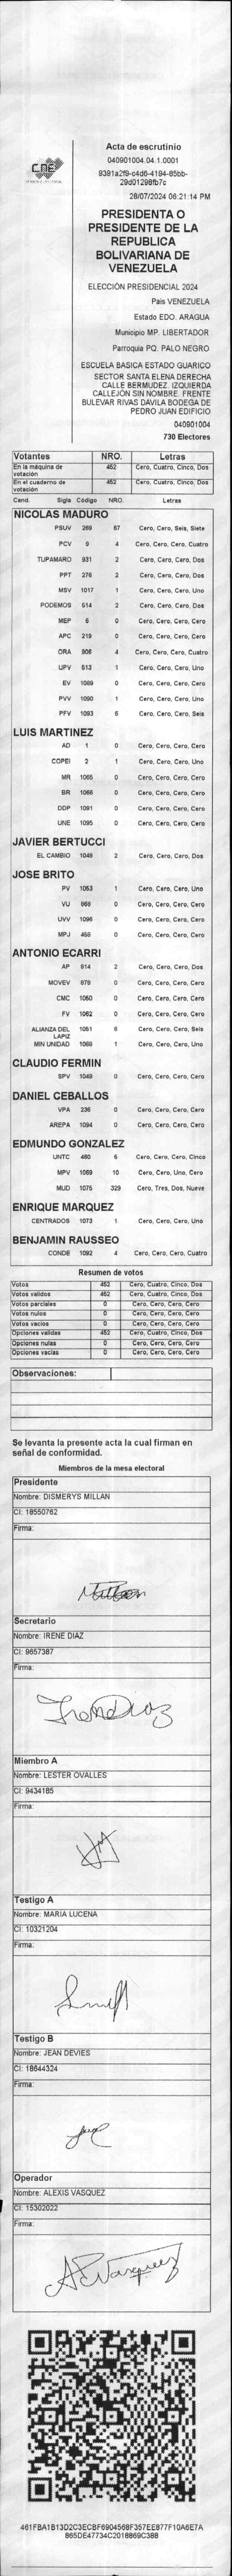 CNE
Acta de escrutinio
040901004.04.1.0001
8381a2f9-c4d6-4194-85bb-
29d01298fb7c
28/07/2024 06:21:14 PM
PRESIDENTA O
PRESIDENTE DE LA
REPUBLICA
BOLIVARIANA DE
VENEZUELA
ELECCIÓN PRESIDENCIAL 2024
Pais VENEZUELA
Estado EDO. ARAGUA
Municipio MP. LIBERTADOR
Parroquia PQ. PALO NEGRO
ESCUELA BASICA ESTADO GUARICO
SECTOR SANTA ELENA DERECHA
CALLE BERMUDEZ. IZQUIERDA
CALLEJÓN SIN NOMBRE. FRENTE
BULEVAR RIVAS DAVILA BODEGA DE
PEDRO JUAN EDIFICIO
040901004
730 Electores
Votantes NRO. Letras
En la máquina de votación 452 Cero, Cuatro, Cinco, Dos
En el cuaderno de votación 452 Cero, Cuatro, Cinco, Dos
Cand. Sigla Código NRO. Letras
NICOLAS MADURO
PSUV 269 67 Cero, Cero, Seis, Siete
PCV 9 4 Cero, Cero, Cero, Cuatro
TUPAMARO 931 2 Cero, Cero, Cero, Dos
PPT 276 2 Cero, Cero, Cero, Dos
MSV 1017 1 Cero, Cero, Cero, Uno
PODEMOS 514 2 Cero, Cero, Cero, Dos
MEP 6 0 Cero, Cero, Cero, Cero
APC 219 0 Cero, Cero, Cero, Cero
ORA 906 4 Cero, Cero, Cero, Cuatro
UPV 513 1 Cero, Cero, Cero, Uno
EV 1089 0 Cero, Cero, Cero, Cero
PVV 1090 1 Cero, Cero, Cero, Uno
PFV 1093 6 Cero, Cero, Cero, Seis
LUIS MARTINEZ
AD 1 0 Cero, Cero, Cero, Cero
COPEI 2 1 Cero, Cero, Cero, Uno
MR 1065 0 Cero, Cero, Cero, Cero
BR 1066 0 Cero, Cero, Cero, Cero
DDP 1091 0 Cero, Cero, Cero, Cero
UNE 1095 0 Cero, Cero, Cero, Cero
JAVIER BERTUCCI
EL CAMBIO 1048 2 Cero, Cero, Cero, Dos
JOSE BRITO
PV 1053 1 Cero, Cero, Cero, Uno
VU 868 0 Cero, Cero, Cero, Cero
UVV 1096 0 Cero, Cero, Cero, Cero
MPJ 458 0 Cero, Cero, Cero, Cero
ANTONIO ECARRI
AP 814 2 Cero, Cero, Cero, Dos
MOVEV 878 0 Cero, Cero, Cero, Cero
CMC 1050 0 Cero, Cero, Cero, Cero
FV 1052 0 Cero, Cero, Cero, Cero
ALIANZA DEL LAPIZ 1051 6 Cero, Cero, Cero, Seis
MIN UNIDAD 1068 1 Cero, Cero, Cero, Uno
CLAUDIO FERMIN
SPV 1048 0 Cero, Cero, Cero, Cero
DANIEL CEBALLOS
VPA 236 0 Cero, Cero, Cero, Cero
AREPA 1094 0 Cero, Cero, Cero, Cero
EDMUNDO GONZALEZ
UNTC 460 5 Cero, Cero, Cero, Cinco
MPV 1069 10 Cero, Cero, Uno, Cero
MUD 1075 329 Cero, Tres, Dos, Nueve
ENRIQUE MARQUEZ
CENTRADOS 1073 1 Cero, Cero, Cero, Uno
BENJAMIN RAUSSEO
CONDE 1092 4 Cero, Cero, Cero, Cuatro
Resumen de votos
Votos 452 Cero, Cuatro, Cinco, Dos
Votos validos 452 Cero, Cuatro, Cinco, Dos
Votos parciales 0 Cero, Cero, Cero, Cero
Votos nulos 0 Cero, Cero, Cero, Cero
Votos vacios 0 Cero, Cero, Cero, Cero
Opciones validas 452 Cero, Cuatro, Cinco, Dos
Opciones nulas 0 Cero, Cero, Cero, Cero
Opciones vacias 0 Cero, Cero, Cero, Cero
Observaciones:
Se levanta la presente acta la cual firman en
señal de conformidad.
Miembros de la mesa electoral
Presidente
Nombre: DISMERYS MILLAN
CI: 18550762
Firma:
Millan
Secretario
Nombre: IRENE DIAZ
CI: 9657387
Firma:
Irene Diaz
Miembro A
Nombre: LESTER OVALLES
CI: 9434185
Firma:
Testigo A
Nombre: MARIA LUCENA
CI: 10321204
Firma:
Testigo B
Nombre: JEAN DEVIES
CI: 18644324
Firma:
Operador
Nombre: ALEXIS VASQUEZ
CI: 15302022
Firma:
A Vasquez
461FBA1B13D2C3ECBF6904568F357EE877F10A6E7A
865DE47734C2018869C388